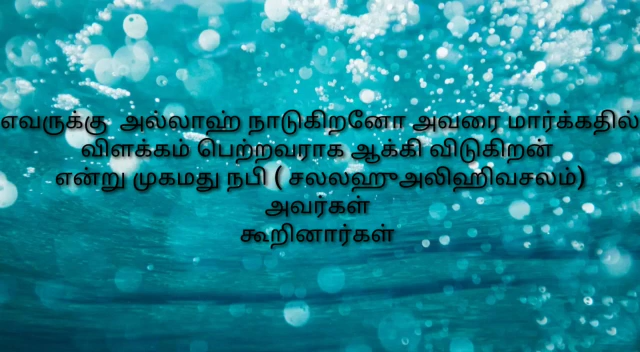 எவருக்கு அல்லாஹ் நாடுகிறனோ அவரை மார்க்கதில்
விளக்கம் பெற்றவராக ஆக்கி விடுகிறன்
என்று முகமது நபி ( சலலஹுஅலிஹிவசலம்)
அவர்கள்
கூறினார்கள்